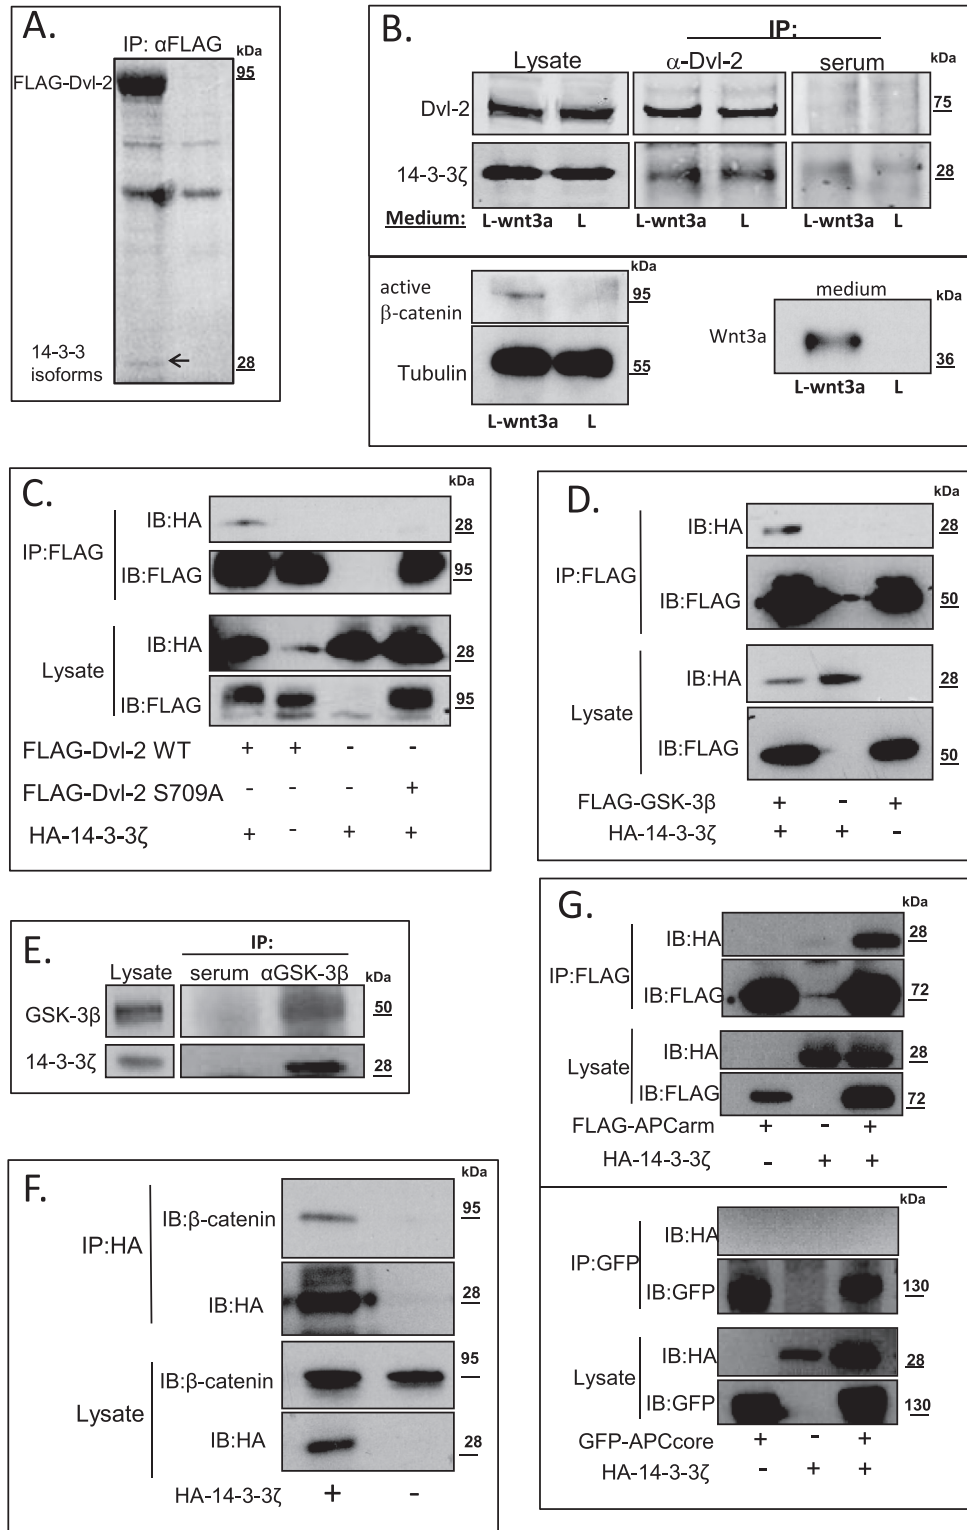 A.
IP: αFLAG
kDa
FLAG-Dvl-2
95
14-3-3
isoforms
28
B.
IP:
Lysate
α-Dvl-2
serum
kDa
Dvl-2
75
14-3-3ζ
28
Medium: L-wnt3a L L-wnt3a L L-wnt3a L
kDa
active
β-catenin
95
Tubulin
55
L-wnt3a L
medium
kDa
Wnt3a
36
L-wnt3a L
C.
kDa
IP:FLAG
IB:HA
28
IB:FLAG
95
Lysate
IB:HA
28
IB:FLAG
95
FLAG-Dvl-2 WT + + - -
FLAG-Dvl-2 S709A - - - +
HA-14-3-3ζ + - + +
D.
kDa
IP:FLAG
IB:HA
28
IB:FLAG
50
Lysate
IB:HA
28
IB:FLAG
50
FLAG-GSK-3β + - +
HA-14-3-3ζ + + -
E.
IP:
Lysate
serum
αGSK-3β
kDa
GSK-3β
50
14-3-3ζ
28
F.
kDa
IP:HA
IB:β-catenin
95
IB:HA
28
Lysate
IB:β-catenin
95
IB:HA
28
HA-14-3-3ζ + -
G.
kDa
IP:FLAG
IB:HA
28
IB:FLAG
72
Lysate
IB:HA
28
IB:FLAG
72
FLAG-APCarm + - +
HA-14-3-3ζ - + +
kDa
IP:GFP
IB:HA
IB:GFP
130
Lysate
IB:HA
28
IB:GFP
130
GFP-APCcore + - +
HA-14-3-3ζ - + +